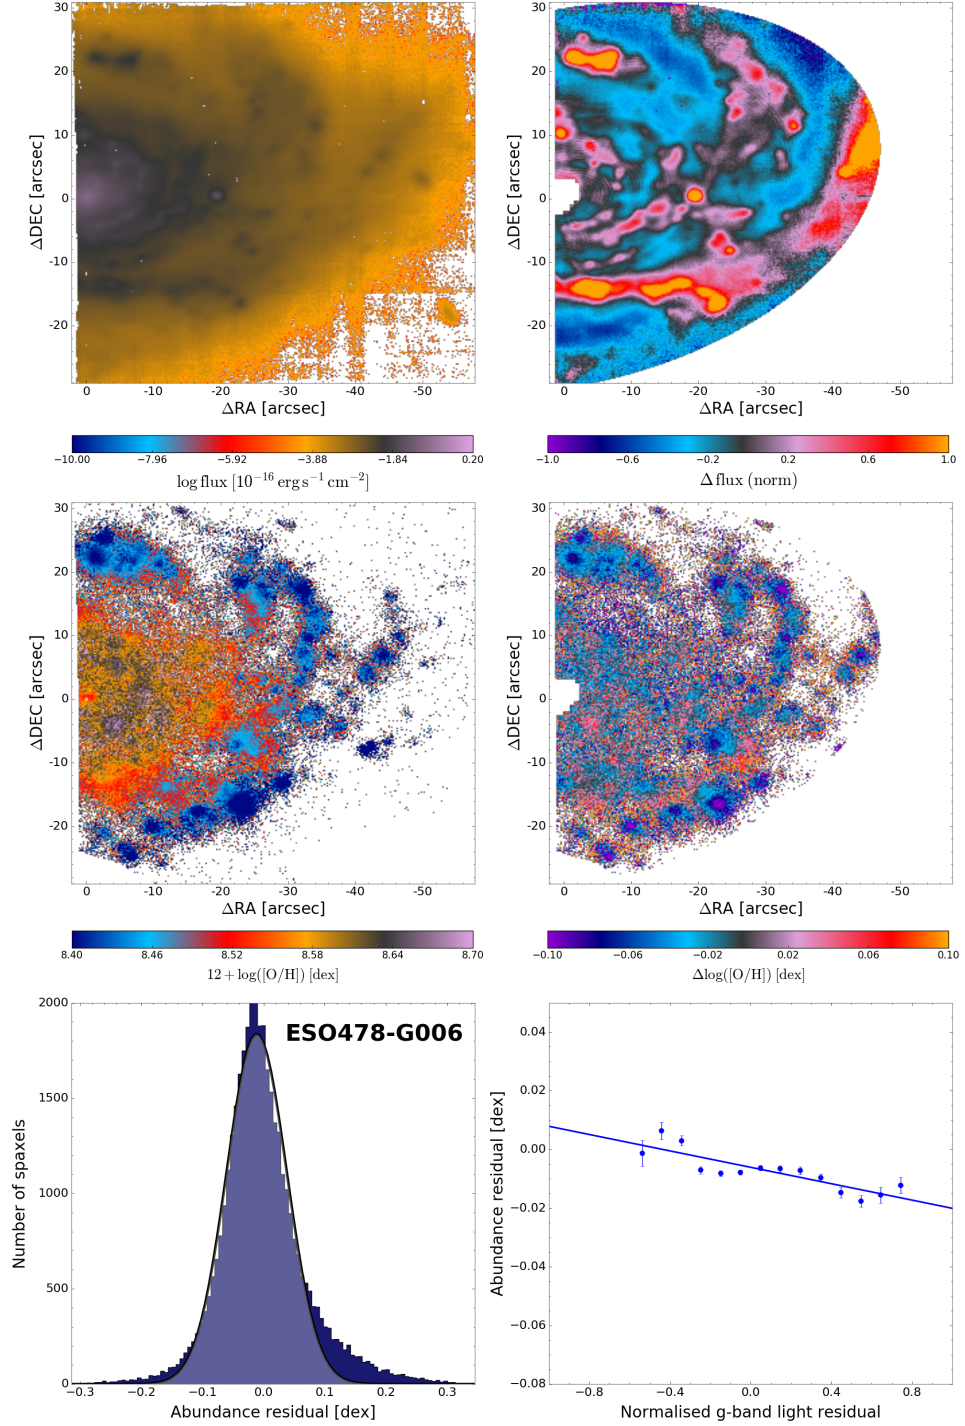 30
20
10
0
-10
-20
ΔDEC [arcsec]
0 -10 -20 -30 -40 -50
ΔRA [arcsec]
−10.00 −7.96 −5.92 −3.88 −1.84 0.20
log flux [10⁻¹⁶ erg s⁻¹ cm⁻²]
30
20
10
0
-10
-20
ΔDEC [arcsec]
0 -10 -20 -30 -40 -50
ΔRA [arcsec]
−1.0 −0.6 −0.2 0.2 0.6 1.0
Δ flux (norm)
30
20
10
0
-10
-20
ΔDEC [arcsec]
0 -10 -20 -30 -40 -50
ΔRA [arcsec]
8.40 8.46 8.52 8.58 8.64 8.70
12 + log([O/H]) [dex]
30
20
10
0
-10
-20
ΔDEC [arcsec]
0 -10 -20 -30 -40 -50
ΔRA [arcsec]
−0.10 −0.06 −0.02 0.02 0.06 0.10
Δlog([O/H]) [dex]
ESO478-G006
2000
1500
1000
500
0
Number of spaxels
−0.3 −0.2 −0.1 0.0 0.1 0.2 0.3
Abundance residual [dex]
0.04
0.02
0.00
−0.02
−0.04
−0.06
−0.08
Abundance residual [dex]
−0.8 −0.4 0.0 0.4 0.8
Normalised g-band light residual